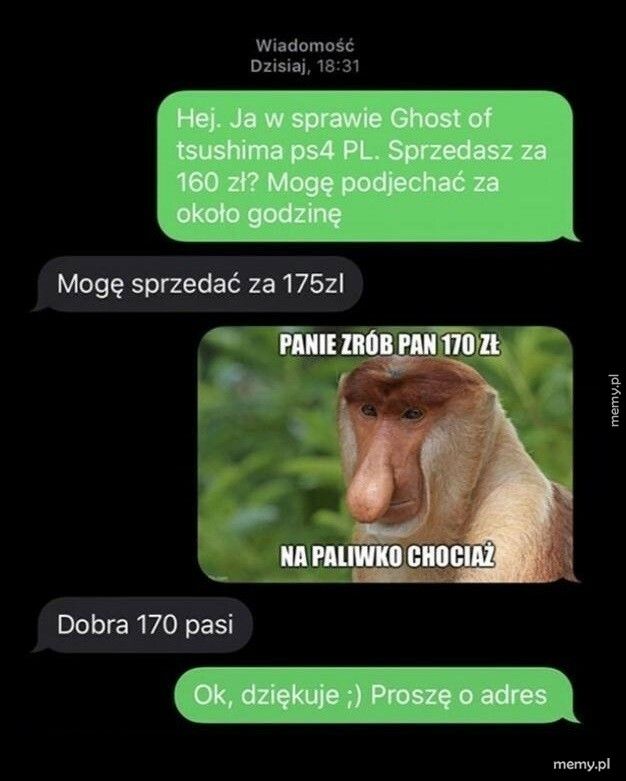 Wiadomość
Dzisiaj, 18:31
Hej. Ja w sprawie Ghost of
tsushima ps4 PL. Sprzedasz za
160 zł? Mogę podjechać za
około godzinę
Mogę sprzedać za 175zl
PANIE ZRÓB PAN 170 ZŁ
NA PALIWKO CHOCIAŻ
Dobra 170 pasi
Ok, dziękuje ;) Proszę o adres
memy.pl
memy.pl